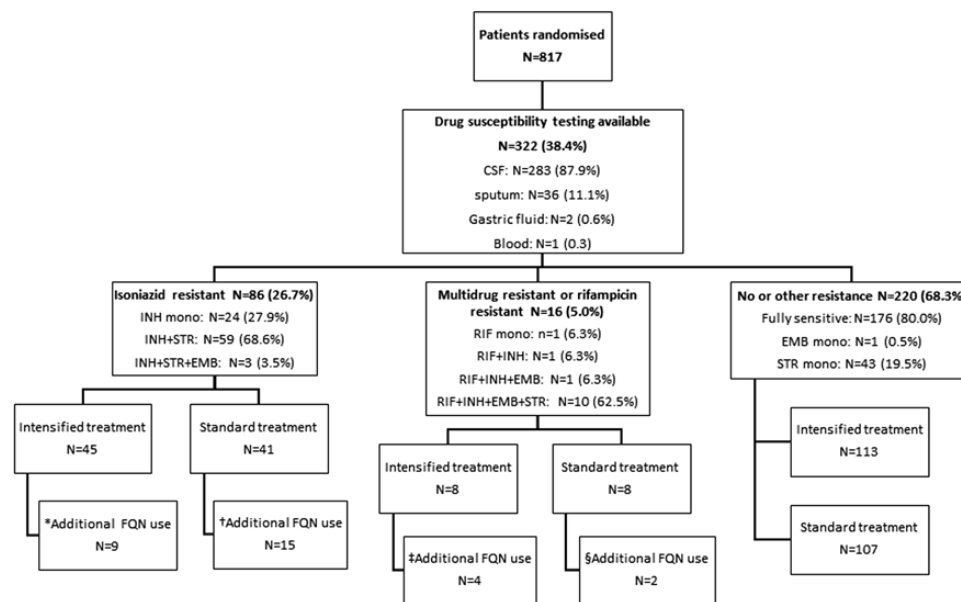 Patients randomised
N=817
Drug susceptibility testing available
N=322 (38.4%)
CSF: N=283 (87.9%)
sputum: N=36 (11.1%)
Gastric fluid: N=2 (0.6%)
Blood: N=1 (0.3)
Isoniazid resistant N=86 (26.7%)
INH mono: N=24 (27.9%)
INH+STR: N=59 (68.6%)
INH+STR+EMB: N=3 (3.5%)
Intensified treatment
N=45
Standard treatment
N=41
*Additional FQN use
N=9
†Additional FQN use
N=15
Multidrug resistant or rifampicin
resistant N=16 (5.0%)
RIF mono: n=1 (6.3%)
RIF+INH: N=1 (6.3%)
RIF+INH+EMB: N=1 (6.3%)
RIF+INH+EMB+STR: N=10 (62.5%)
Intensified treatment
N=8
Standard treatment
N=8
‡Additional FQN use
N=4
§Additional FQN use
N=2
No or other resistance N=220 (68.3%)
Fully sensitive: N=176 (80.0%)
EMB mono: N=1 (0.5%)
STR mono: N=43 (19.5%)
Intensified treatment
N=113
Standard treatment
N=107